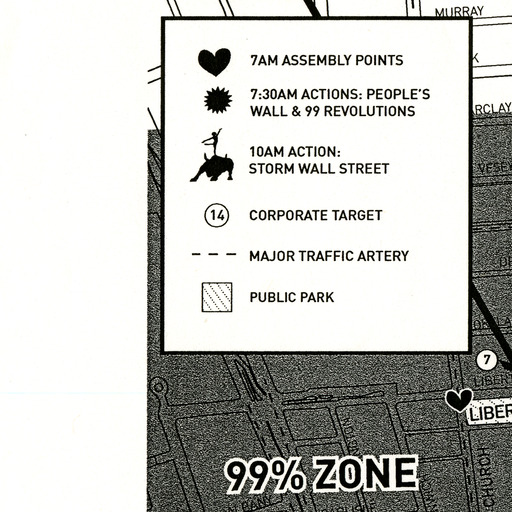 MURRAY
7AM ASSEMBLY POINTS
7:30AM ACTIONS: PEOPLE'S
WALL & 99 REVOLUTIONS
RCLAY
10AM ACTION:
STORM WALL STREET
VESEY
14 CORPORATE TARGET
MAJOR TRAFFIC ARTERY
PUBLIC PARK
7
LIBER
LIBER
CHURCH
99% ZONE